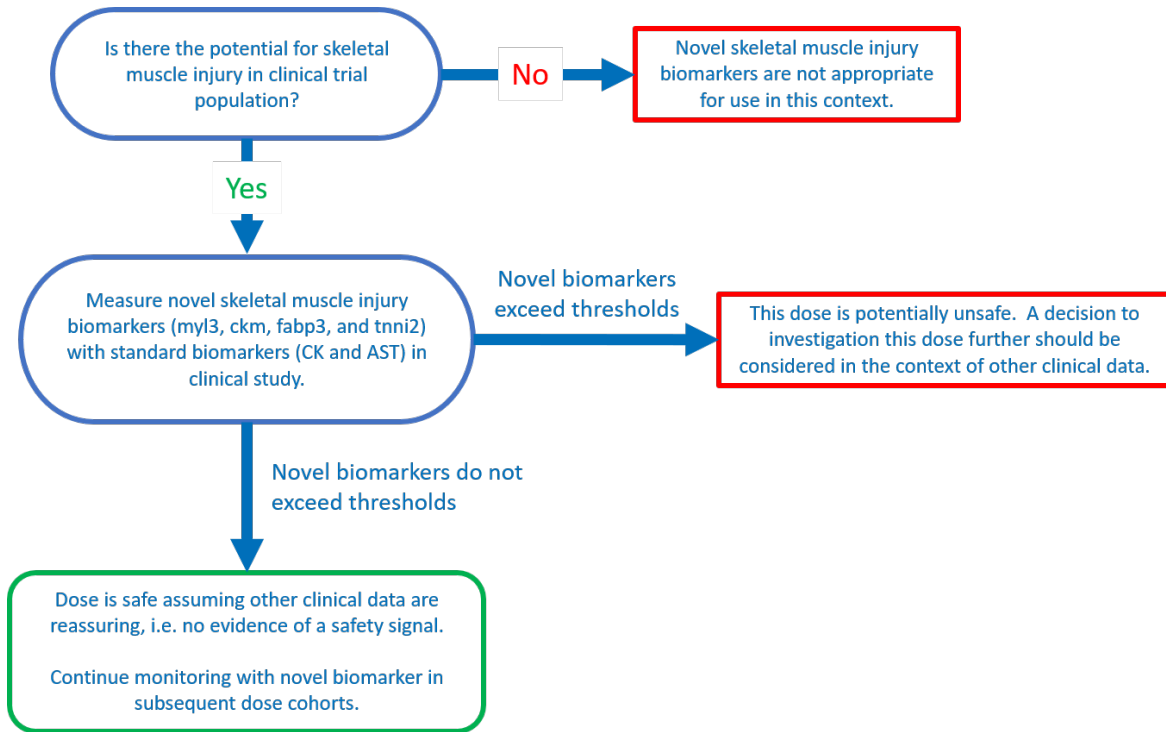 Is there the potential for skeletal
muscle injury in clinical trial
population?
No
Novel skeletal muscle injury
biomarkers are not appropriate
for use in this context.
Yes
Measure novel skeletal muscle injury
biomarkers (myl3, ckm, fabp3, and tnni2)
with standard biomarkers (CK and AST) in
clinical study.
Novel biomarkers
exceed thresholds
This dose is potentially unsafe. A decision to
investigation this dose further should be
considered in the context of other clinical data.
Novel biomarkers do not
exceed thresholds
Dose is safe assuming other clinical data are
reassuring, i.e. no evidence of a safety signal.
Continue monitoring with novel biomarker in
subsequent dose cohorts.